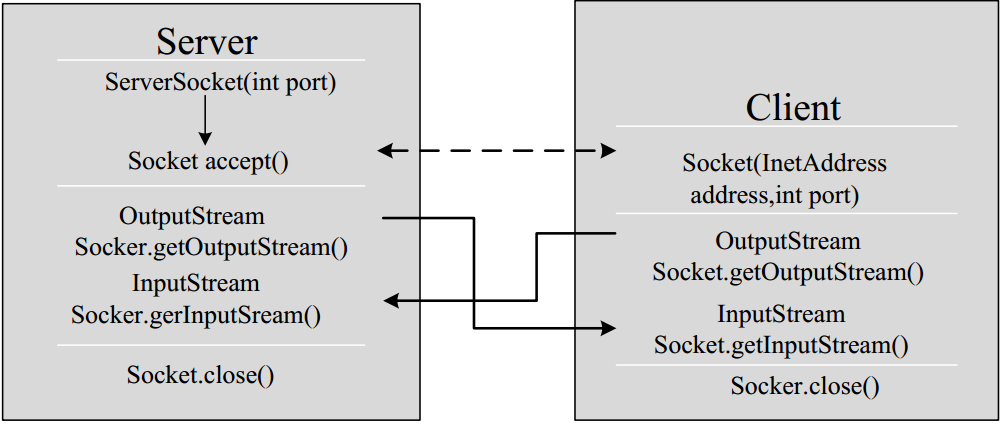 Server
ServerSocket(int port)
Socket accept()
OutputStream
Socker.getOutputStream()
InputStream
Socker.gerInputSream()
Socket.close()
Client
Socket(InetAddress
address,int port)
OutputStream
Socket.getOutputStream()
InputStream
Socket.getInputStream()
Socker.close()